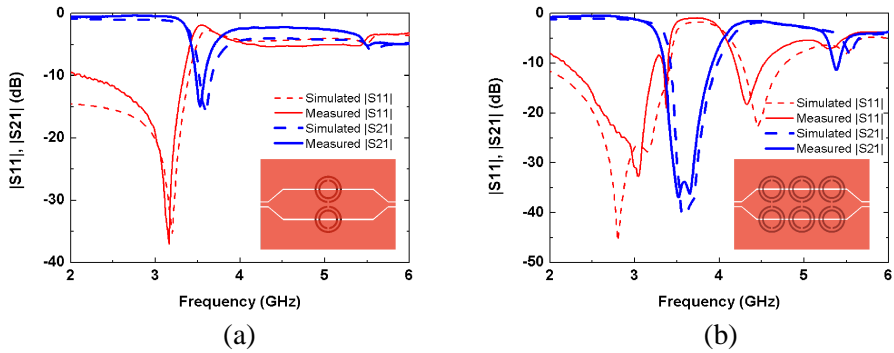 0
-10
-20
-30
-40
|S11|, |S21| (dB)
Simulated |S11|
Measured |S11|
Simulated |S21|
Measured |S21|
2 3 4 5 6
Frequency (GHz)
(a)
0
-10
-20
-30
-40
-50
|S11|, |S21| (dB)
Simulated |S11|
Measured |S11|
Simulated |S21|
Measured |S21|
2 3 4 5 6
Frequency (GHz)
(b)